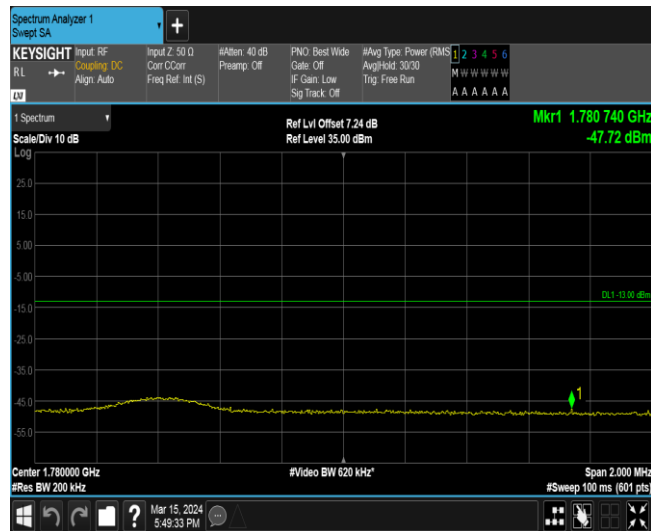 Spectrum Analyzer 1
Swept SA
KEYSIGHT
RL
LXI
Input: RF
Coupling: DC
Align: Auto
Input Z: 50 Ω
Corr CCorr
Freq Ref: Int (S)
#Atten: 40 dB
Preamp: Off
PNO: Best Wide
Gate: Off
IF Gain: Low
Sig Track: Off
#Avg Type: Power (RMS
Avg|Hold: 30/30
Trig: Free Run
1 2 3 4 5 6
M W W W W W
A A A A A A
1 Spectrum
Scale/Div 10 dB
Log
Ref Lvl Offset 7.24 dB
Ref Level 35.00 dBm
Mkr1 1.780 740 GHz
-47.72 dBm
25.0
15.0
5.00
-5.00
DL1 -13.00 dBm
-15.0
-25.0
-35.0
-45.0
1
-55.0
Center 1.780000 GHz
#Video BW 620 kHz*
Span 2.000 MHz
#Res BW 200 kHz
#Sweep 100 ms (601 pts)
?
Mar 15, 2024
5:49:33 PM